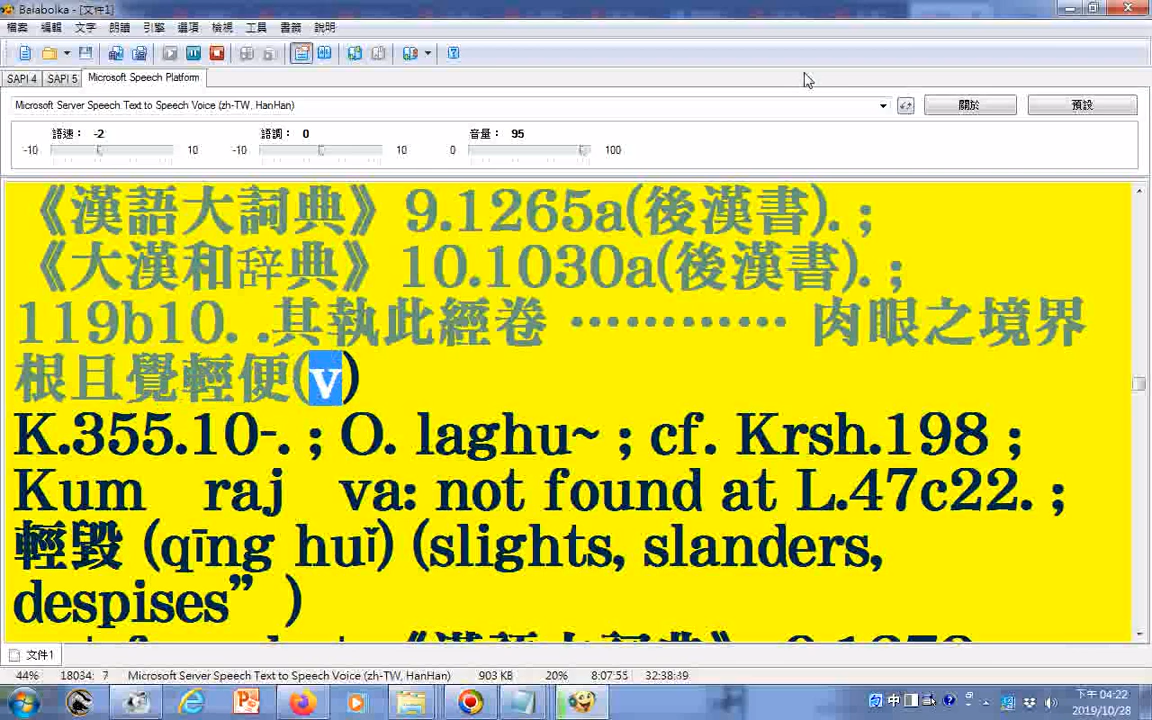 Balabolka - [文件1]
檔案 編輯 文字 朗讀 引擎 選項 檢視 工具 書籤 說明
SAPI 4 SAPI 5 Microsoft Speech Platform
Microsoft Server Speech Text to Speech Voice (zh-TW, HanHan) 關於 預設
語速： -2 語調： 0 音量： 95
-10 10 -10 10 0 100
《漢語大詞典》 9.1265a(後漢書). ;
《大漢和辞典》 10.1030a(後漢書). ;
119b10. .其執此經卷 ………… 肉眼之境界
根且覺輕便(v)
K.355.10-. ; O. laghu~ ; cf. Krsh.198 ;
Kum raj va: not found at L.47c22. ;
輕毀 (qīng huǐ) (slights, slanders,
despises” )
文件1
44% 18034: 7 Microsoft Server Speech Text to Speech Voice (zh-TW, HanHan) 903 KB 20% 8:07:55 32:38:49
中 下午 04:22
2019/10/28